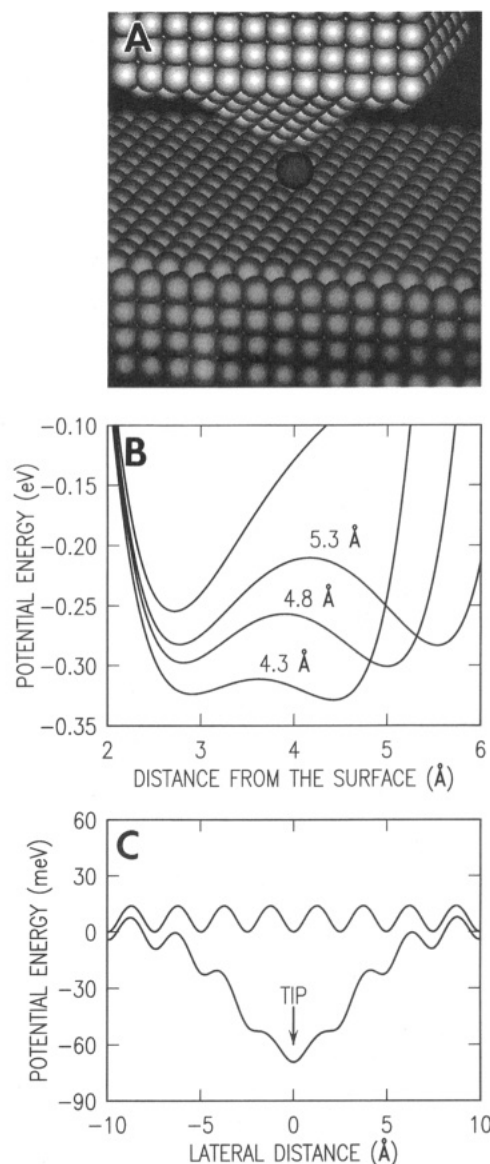 A
B
POTENTIAL ENERGY (eV)
−0.10
−0.15
−0.20
−0.25
−0.30
−0.35
5.3 Å
4.8 Å
4.3 Å
2 3 4 5 6
DISTANCE FROM THE SURFACE (Å)
C
POTENTIAL ENERGY (meV)
60
30
0
−30
−60
−90
TIP
−10 −5 0 5 10
LATERAL DISTANCE (Å)